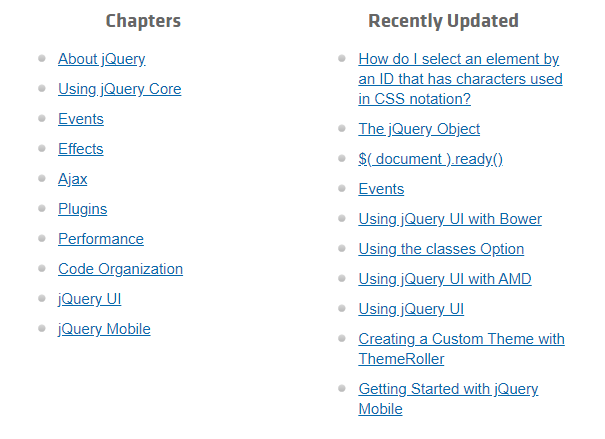 Chapters
About jQuery
Using jQuery Core
Events
Effects
Ajax
Plugins
Performance
Code Organization
jQuery UI
jQuery Mobile
Recently Updated
How do I select an element by
an ID that has characters used
in CSS notation?
The jQuery Object
$( document ).ready()
Events
Using jQuery UI with Bower
Using the classes Option
Using jQuery UI with AMD
Using jQuery UI
Creating a Custom Theme with
ThemeRoller
Getting Started with jQuery
Mobile